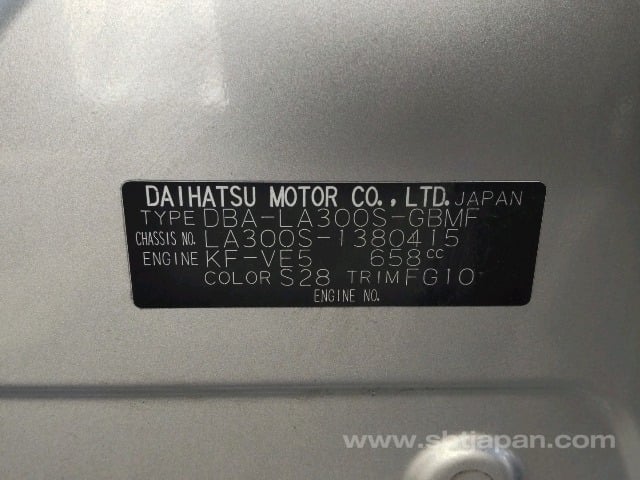 DAIHATSU MOTOR CO.,LTD. JAPAN
TYPE DBA-LA300S-GBMF
CHASSIS NO. LA300S-1380415
ENGINE KF-VE5 658cc
COLOR S28 TRIM FG10
ENGINE NO.
www.sbtjapan.com